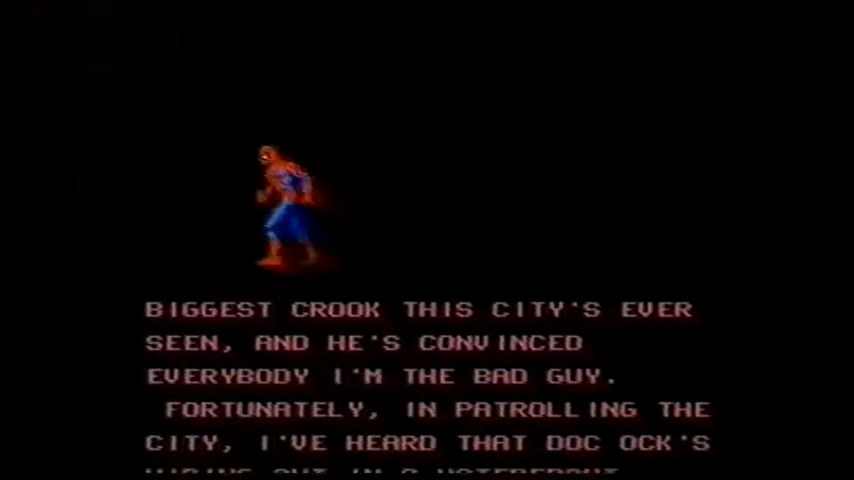 BIGGEST CROOK THIS CITY'S EVER
SEEN, AND HE'S CONVINCED
EVERYBODY I'M THE BAD GUY.
FORTUNATELY, IN PATROLLING THE
CITY, I'VE HEARD THAT DOC OCK'S